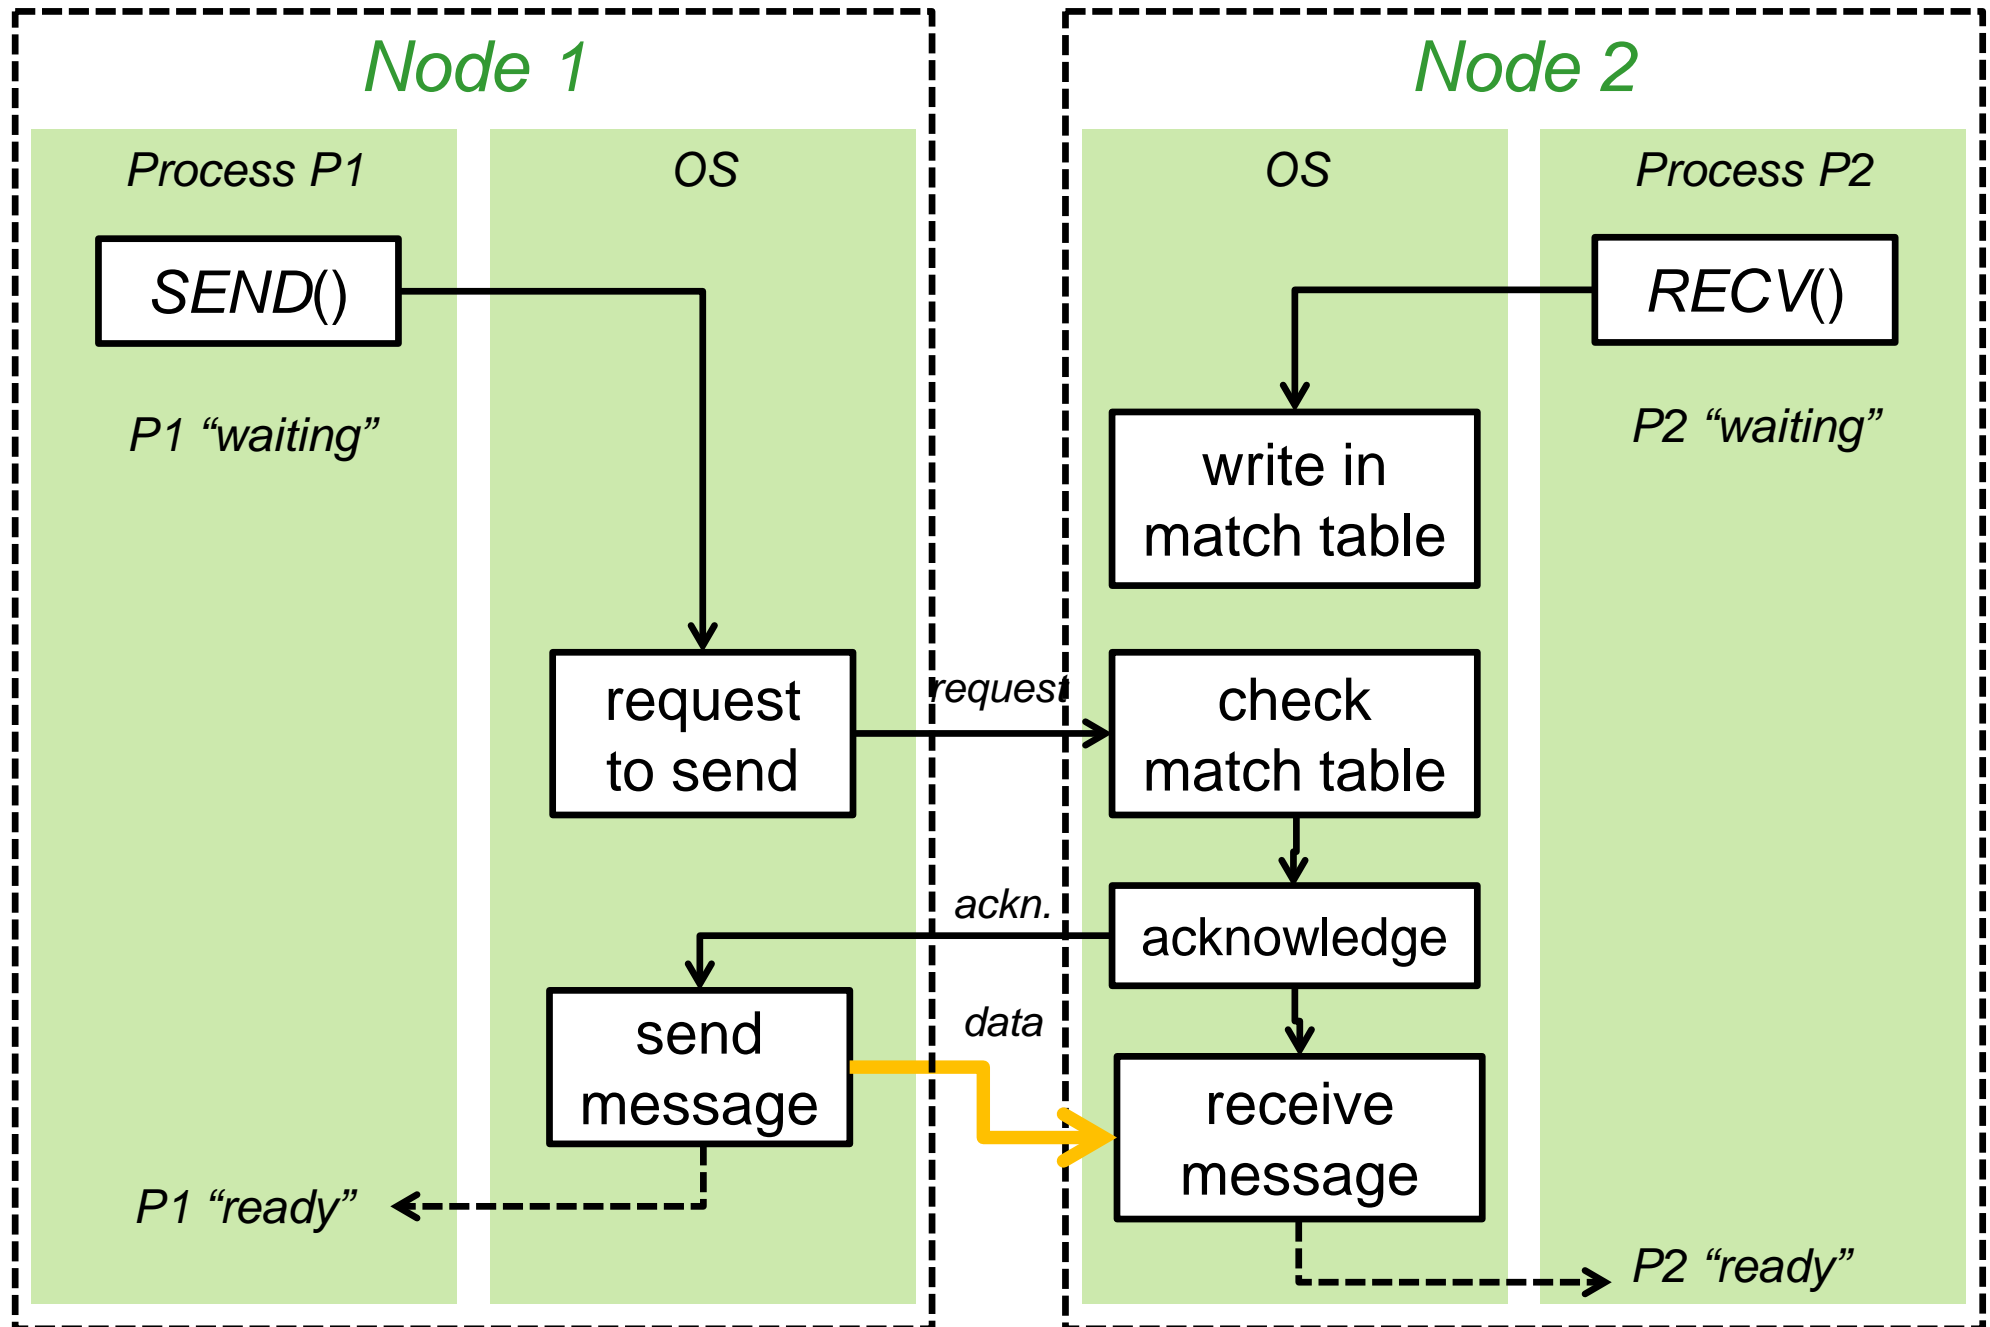 Node 1
Node 2
Process P1
OS
OS
Process P2
SEND()
RECV()
P1 “waiting”
P2 “waiting”
write in
match table
request
to send
request
check
match table
ackn.
acknowledge
send
message
data
receive
message
P1 “ready”
P2 “ready”